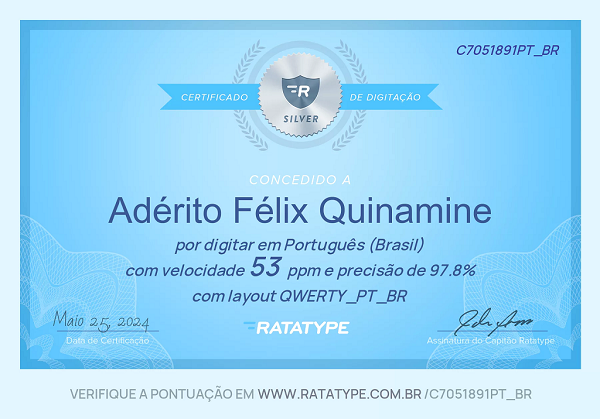 C7051891PT_BR
CERTIFICADO
R
SILVER
DE DIGITAÇÃO
CONCEDIDO A
Adérito Félix Quinamine
por digitar em Português (Brasil)
com velocidade 53 ppm e precisão de 97.8%
com layout QWERTY_PT_BR
Maio 25, 2024
Data de Certificação
RATATYPE
Assinatura do Capitão Ratatype
VERIFIQUE A PONTUAÇÃO EM WWW.RATATYPE.COM.BR /C7051891PT_BR